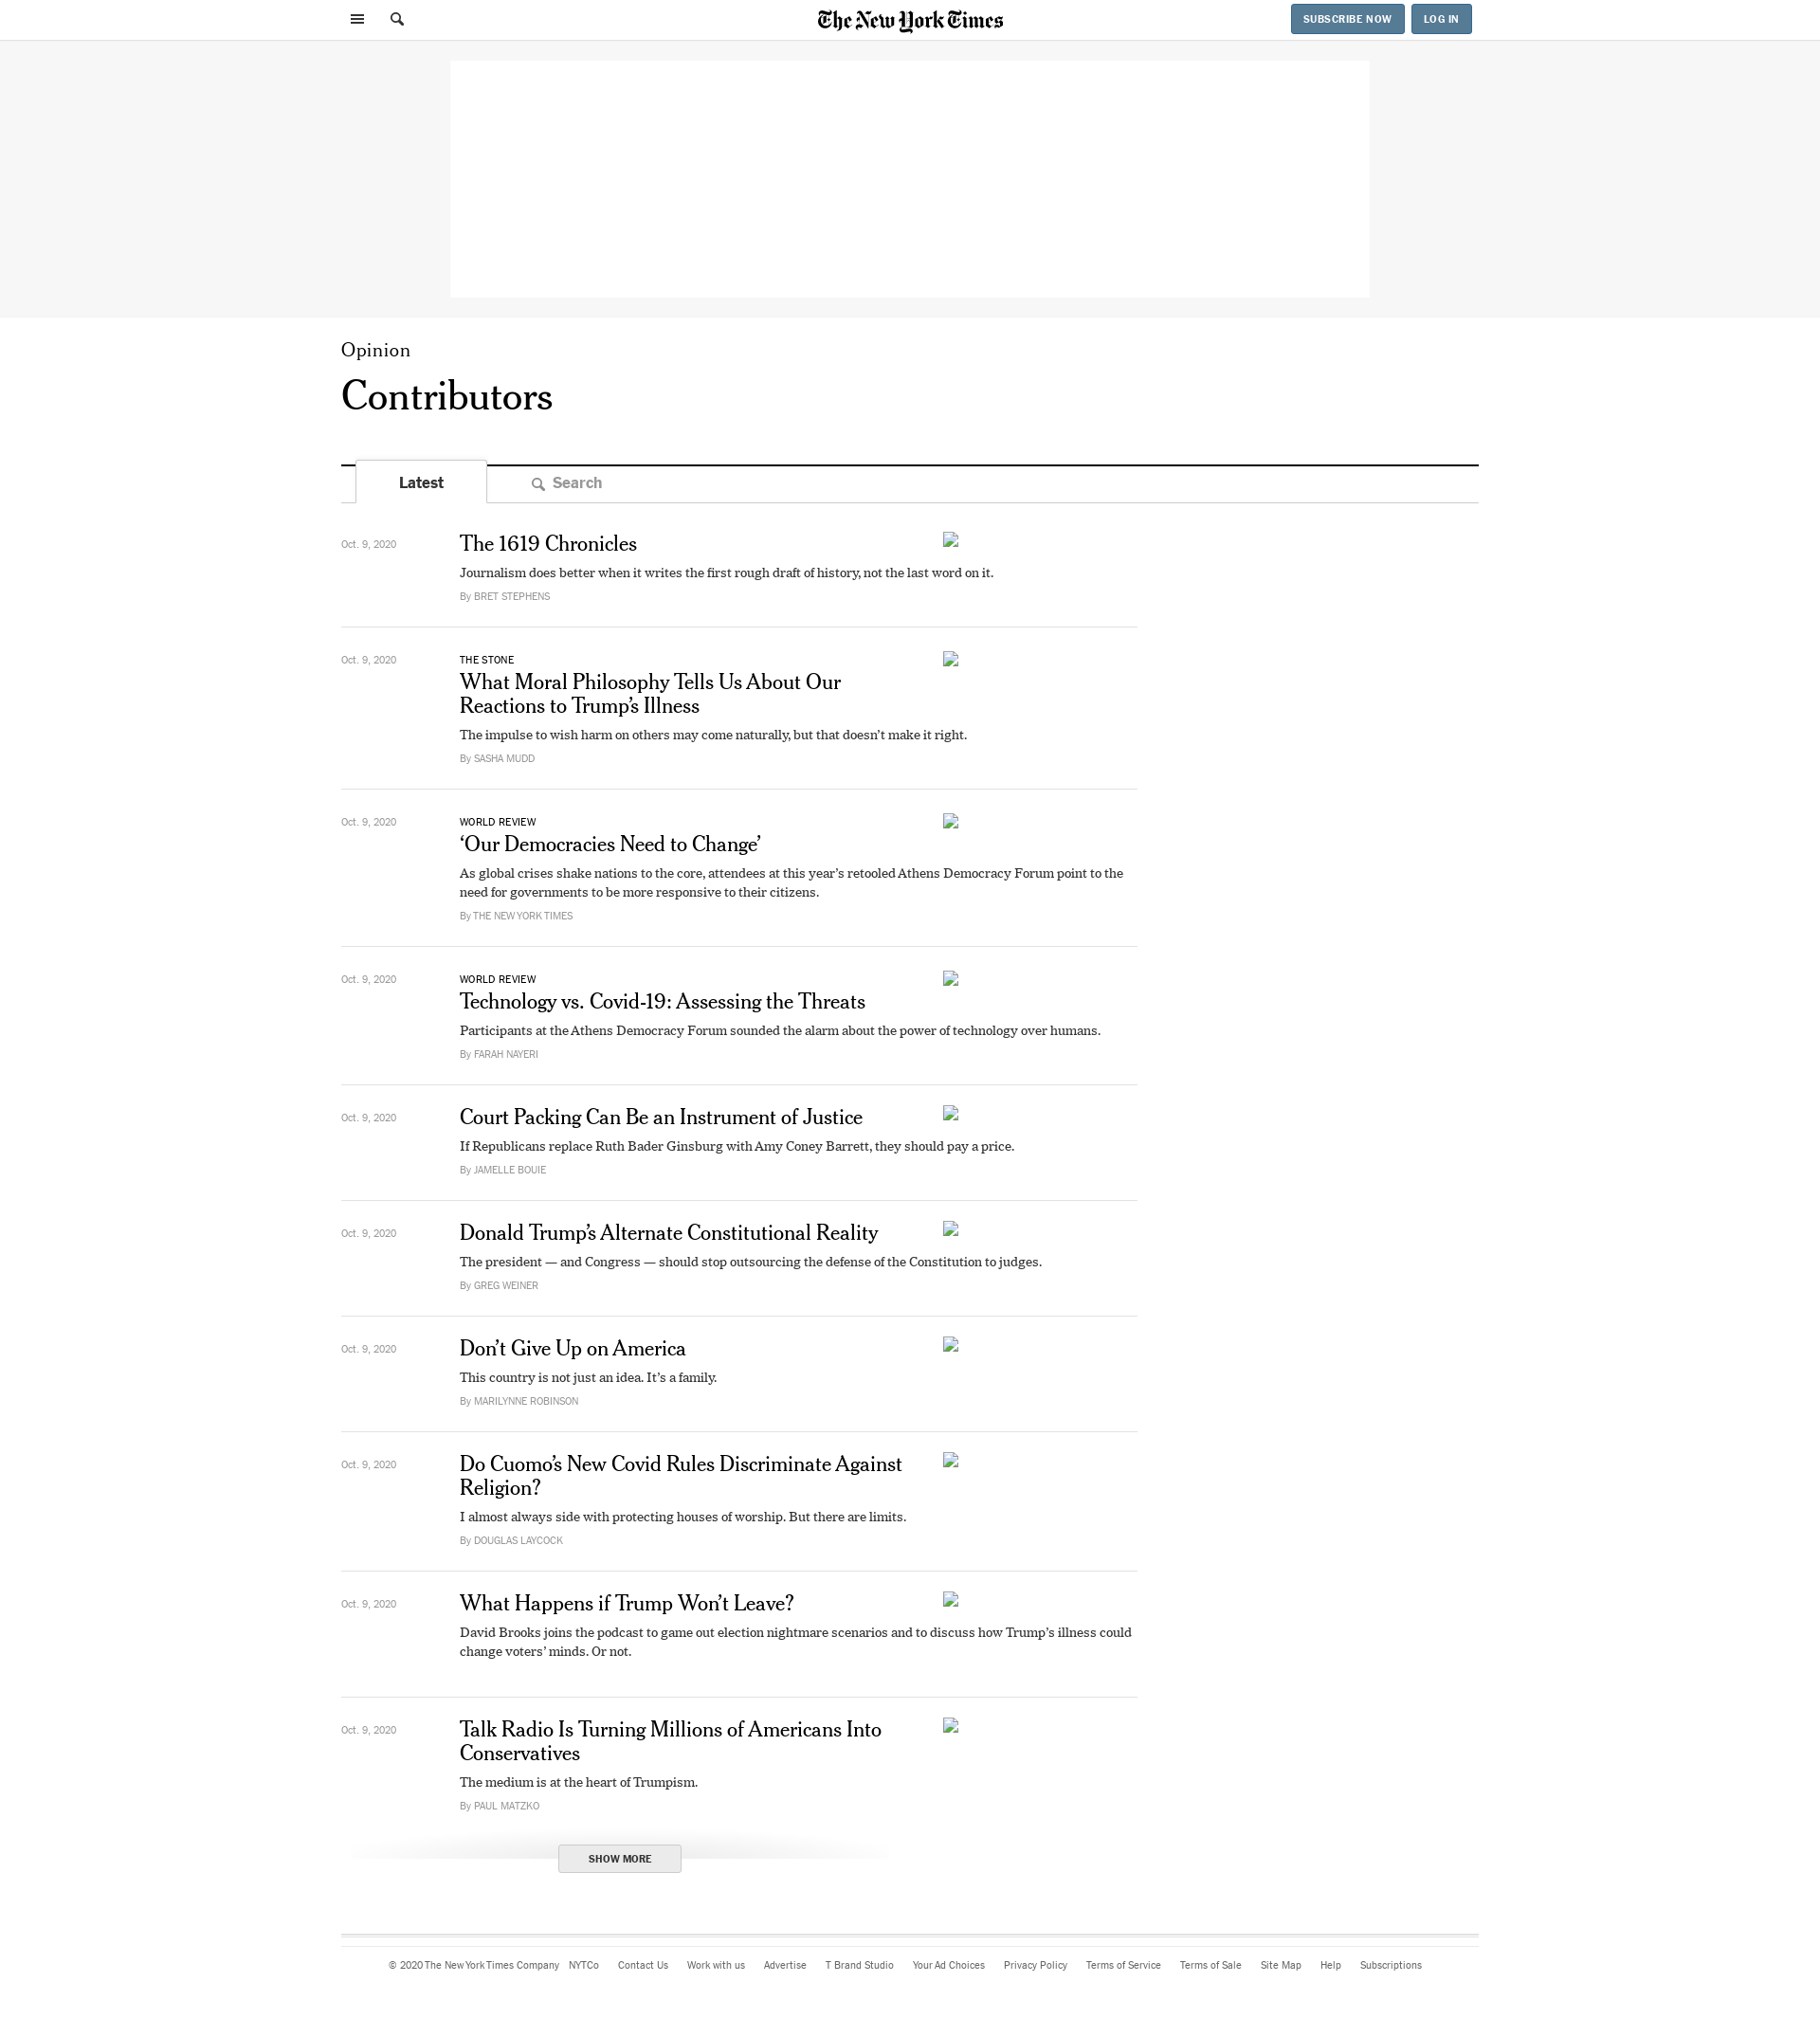 The New York Times
SUBSCRIBE NOW
LOG IN
Opinion
Contributors
Latest
Search
Oct. 9, 2020
The 1619 Chronicles
Journalism does better when it writes the first rough draft of history, not the last word on it.
By BRET STEPHENS
Oct. 9, 2020
THE STONE
What Moral Philosophy Tells Us About Our
Reactions to Trump’s Illness
The impulse to wish harm on others may come naturally, but that doesn’t make it right.
By SASHA MUDD
Oct. 9, 2020
WORLD REVIEW
‘Our Democracies Need to Change’
As global crises shake nations to the core, attendees at this year’s retooled Athens Democracy Forum point to the
need for governments to be more responsive to their citizens.
By THE NEW YORK TIMES
Oct. 9, 2020
WORLD REVIEW
Technology vs. Covid-19: Assessing the Threats
Participants at the Athens Democracy Forum sounded the alarm about the power of technology over humans.
By FARAH NAYERI
Oct. 9, 2020
Court Packing Can Be an Instrument of Justice
If Republicans replace Ruth Bader Ginsburg with Amy Coney Barrett, they should pay a price.
By JAMELLE BOUIE
Oct. 9, 2020
Donald Trump’s Alternate Constitutional Reality
The president — and Congress — should stop outsourcing the defense of the Constitution to judges.
By GREG WEINER
Oct. 9, 2020
Don’t Give Up on America
This country is not just an idea. It’s a family.
By MARILYNNE ROBINSON
Oct. 9, 2020
Do Cuomo’s New Covid Rules Discriminate Against
Religion?
I almost always side with protecting houses of worship. But there are limits.
By DOUGLAS LAYCOCK
Oct. 9, 2020
What Happens if Trump Won’t Leave?
David Brooks joins the podcast to game out election nightmare scenarios and to discuss how Trump’s illness could
change voters’ minds. Or not.
Oct. 9, 2020
Talk Radio Is Turning Millions of Americans Into
Conservatives
The medium is at the heart of Trumpism.
By PAUL MATZKO
SHOW MORE
© 2020 The New York Times Company NYTCo Contact Us Work with us Advertise T Brand Studio Your Ad Choices Privacy Policy Terms of Service Terms of Sale Site Map Help Subscriptions